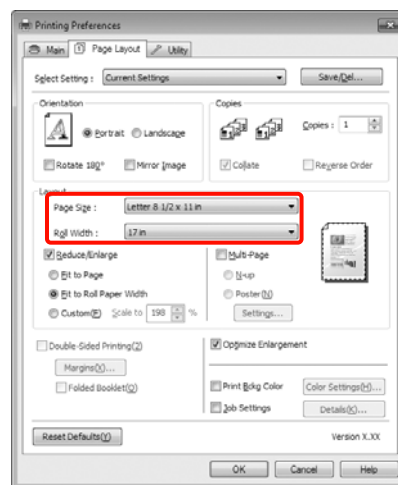 Printing Preferences
Main Page Layout Utility
Select Setting : Current Settings Save/Del...
Orientation Copies
Portrait Landscape Copies : 1
Rotate 180° Mirror Image Collate Reverse Order
Layout
Page Size : Letter 8 1/2 x 11 in
Roll Width : 17 in
Reduce/Enlarge Multi-Page
Fit to Page N-up
Fit to Roll Paper Width Poster(N)
Custom(F) Scale to 198 % Settings...
Double-Sided Printing(2) Optimize Enlargement
Margins(X)...
Folded Booklet(Q) Print Bckg Color Color Settings(H)...
Job Settings Details(K)...
Reset Defaults(Y) Version X.XX
OK Cancel Help